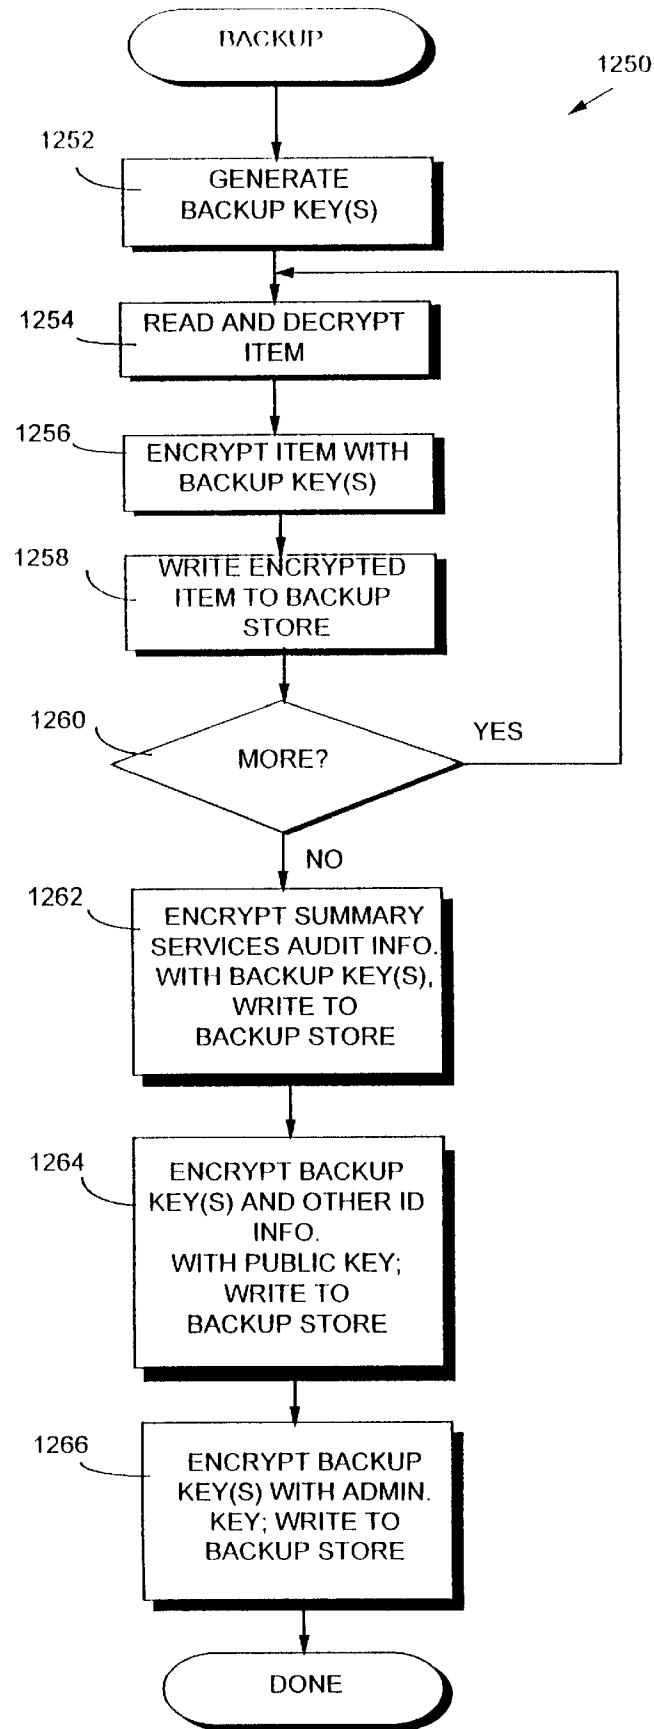 BACKUP
1250
1252
GENERATE
BACKUP KEY(S)
1254
READ AND DECRYPT
ITEM
1256
ENCRYPT ITEM WITH
BACKUP KEY(S)
1258
WRITE ENCRYPTED
ITEM TO BACKUP
STORE
1260
MORE?
YES
NO
1262
ENCRYPT SUMMARY
SERVICES AUDIT INFO.
WITH BACKUP KEY(S),
WRITE TO
BACKUP STORE
1264
ENCRYPT BACKUP
KEY(S) AND OTHER ID
INFO.
WITH PUBLIC KEY;
WRITE TO
BACKUP STORE
1266
ENCRYPT BACKUP
KEY(S) WITH ADMIN.
KEY; WRITE TO
BACKUP STORE
DONE